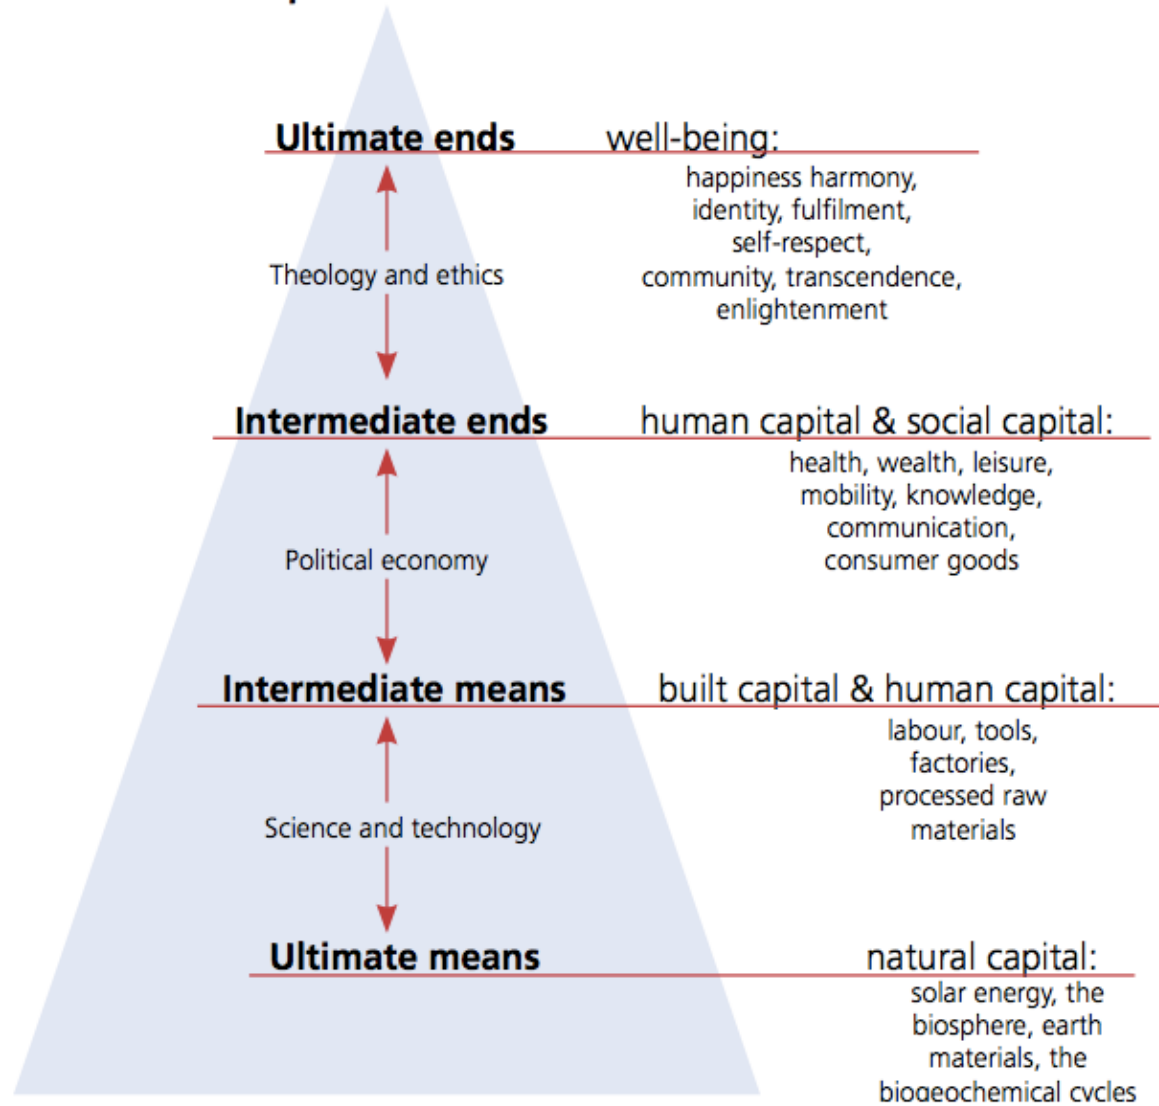 Ultimate ends well-being:
happiness harmony,
identity, fulfilment,
self-respect,
community, transcendence,
enlightenment
Theology and ethics
Intermediate ends human capital & social capital:
health, wealth, leisure,
mobility, knowledge,
communication,
consumer goods
Political economy
Intermediate means built capital & human capital:
labour, tools,
factories,
processed raw
materials
Science and technology
Ultimate means natural capital:
solar energy, the
biosphere, earth
materials, the
biogeochemical cycles